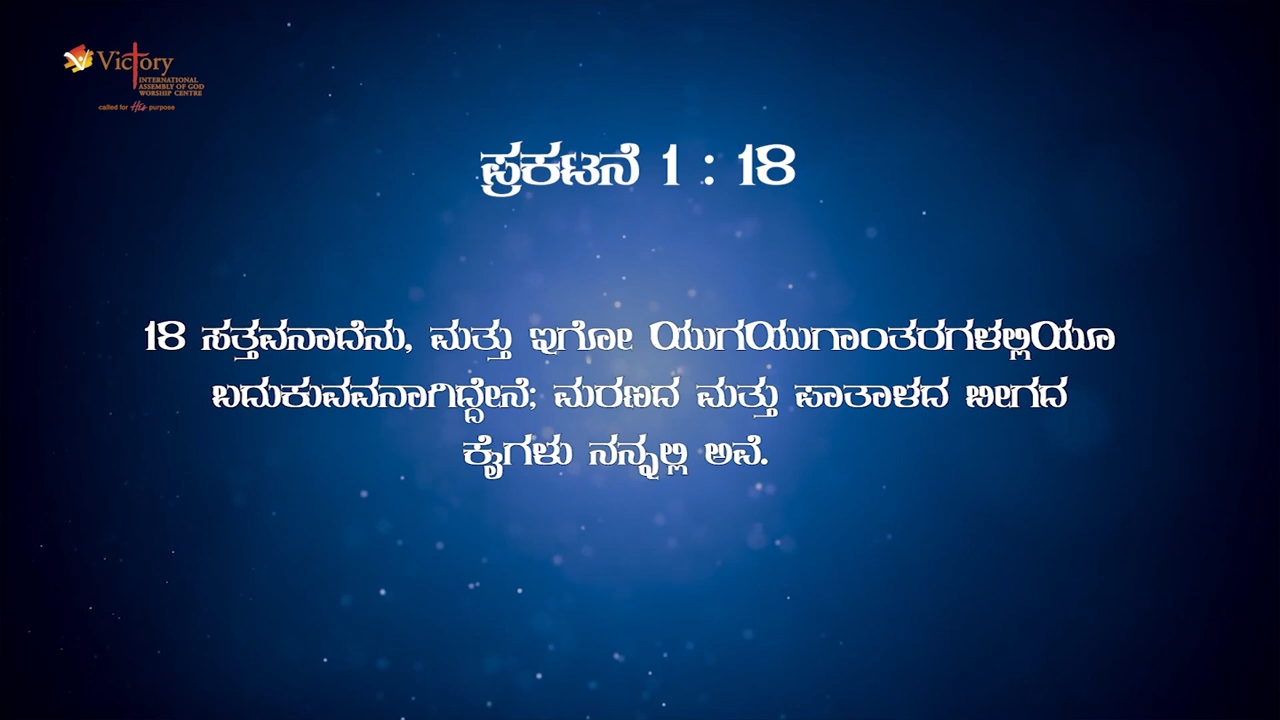 Victory
INTERNATIONAL
ASSEMBLY OF GOD
WORSHIP CENTRE
called for His purpose
ಪ್ರಕಟನೆ 1 : 18
18 ಸತ್ತವನಾದೆನು, ಮತ್ತು ಇಗೋ ಯುಗಯುಗಾಂತರಗಳಲ್ಲಿಯೂ
ಬದುಕುವವನಾಗಿದ್ದೇನೆ; ಮರಣದ ಮತ್ತು ಪಾತಾಳದ ಬೀಗದ
ಕೈಗಳು ನನ್ನಲ್ಲಿ ಅವೆ.